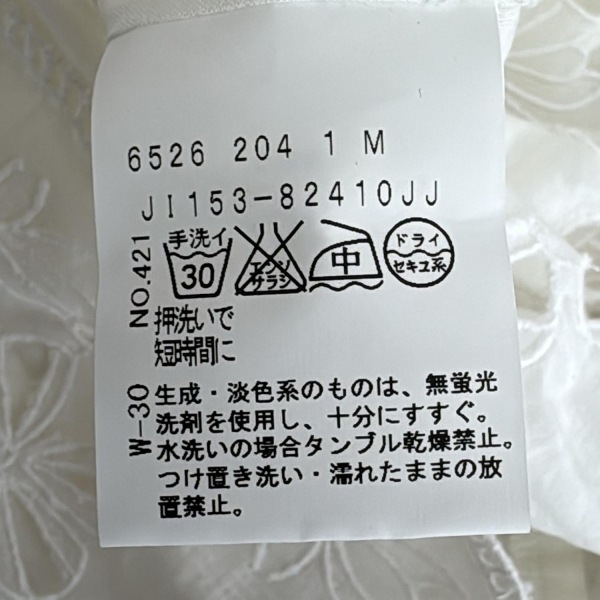 6526 204 1 M
JI153-82410JJ
NO.421
手洗イ
30
エンソ
サラシ
中
ドライ
セキユ系
押洗いで
短時間に
W-30
生成・淡色系のものは、無蛍光
洗剤を使用し、十分にすすぐ。
水洗いの場合タンブル乾燥禁止。
つけ置き洗い・濡れたままの放
置禁止。